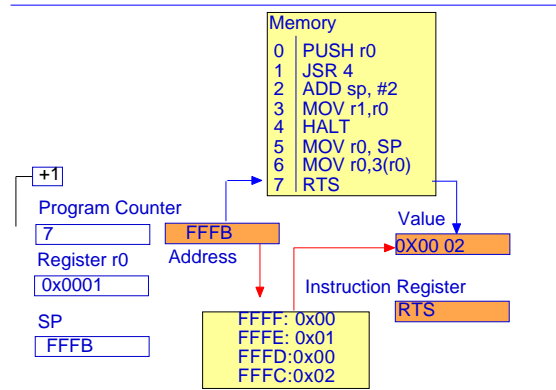 Memory
0 PUSH r0
1 JSR 4
2 ADD sp, #2
3 MOV r1,r0
4 HALT
5 MOV r0, SP
6 MOV r0,3(r0)
7 RTS
+1
Program Counter
7
FFFB
Address
Value
0X00 02
Register r0
0x0001
Instruction Register
RTS
SP
FFFB
FFFF: 0x00
FFFE: 0x01
FFFD:0x00
FFFC:0x02